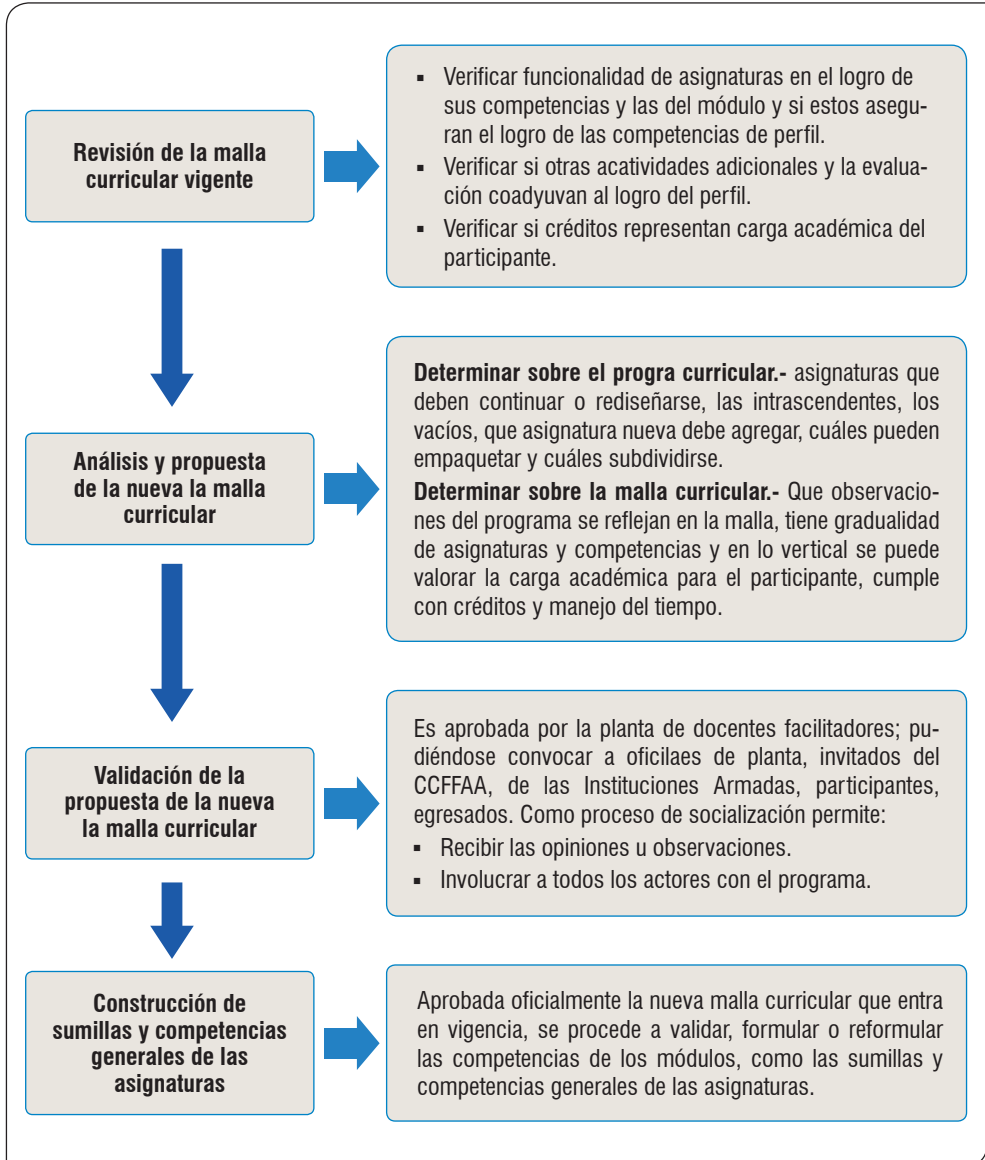 Revisión de la malla
curricular vigente
▪ Verificar funcionalidad de asignaturas en el logro de
sus competencias y las del módulo y si estos asegu-
ran el logro de las competencias de perfil.
▪ Verificar si otras acatividades adicionales y la evalua-
ción coadyuvan al logro del perfil.
▪ Verificar si créditos representan carga académica del
participante.
Análisis y propuesta
de la nueva la malla
curricular
Determinar sobre el progra curricular.- asignaturas que
deben continuar o rediseñarse, las intrascendentes, los
vacíos, que asignatura nueva debe agregar, cuáles pueden
empaquetar y cuáles subdividirse.
Determinar sobre la malla curricular.- Que observacio-
nes del programa se reflejan en la malla, tiene gradualidad
de asignaturas y competencias y en lo vertical se puede
valorar la carga académica para el participante, cumple
con créditos y manejo del tiempo.
Validación de la
propuesta de la nueva
la malla curricular
Es aprobada por la planta de docentes facilitadores; pu-
diéndose convocar a oficilaes de planta, invitados del
CCFFAA, de las Instituciones Armadas, participantes,
egresados. Como proceso de socialización permite:
▪ Recibir las opiniones u observaciones.
▪ Involucrar a todos los actores con el programa.
Construcción de
sumillas y competencias
generales de las
asignaturas
Aprobada oficialmente la nueva malla curricular que entra
en vigencia, se procede a validar, formular o reformular
las competencias de los módulos, como las sumillas y
competencias generales de las asignaturas.